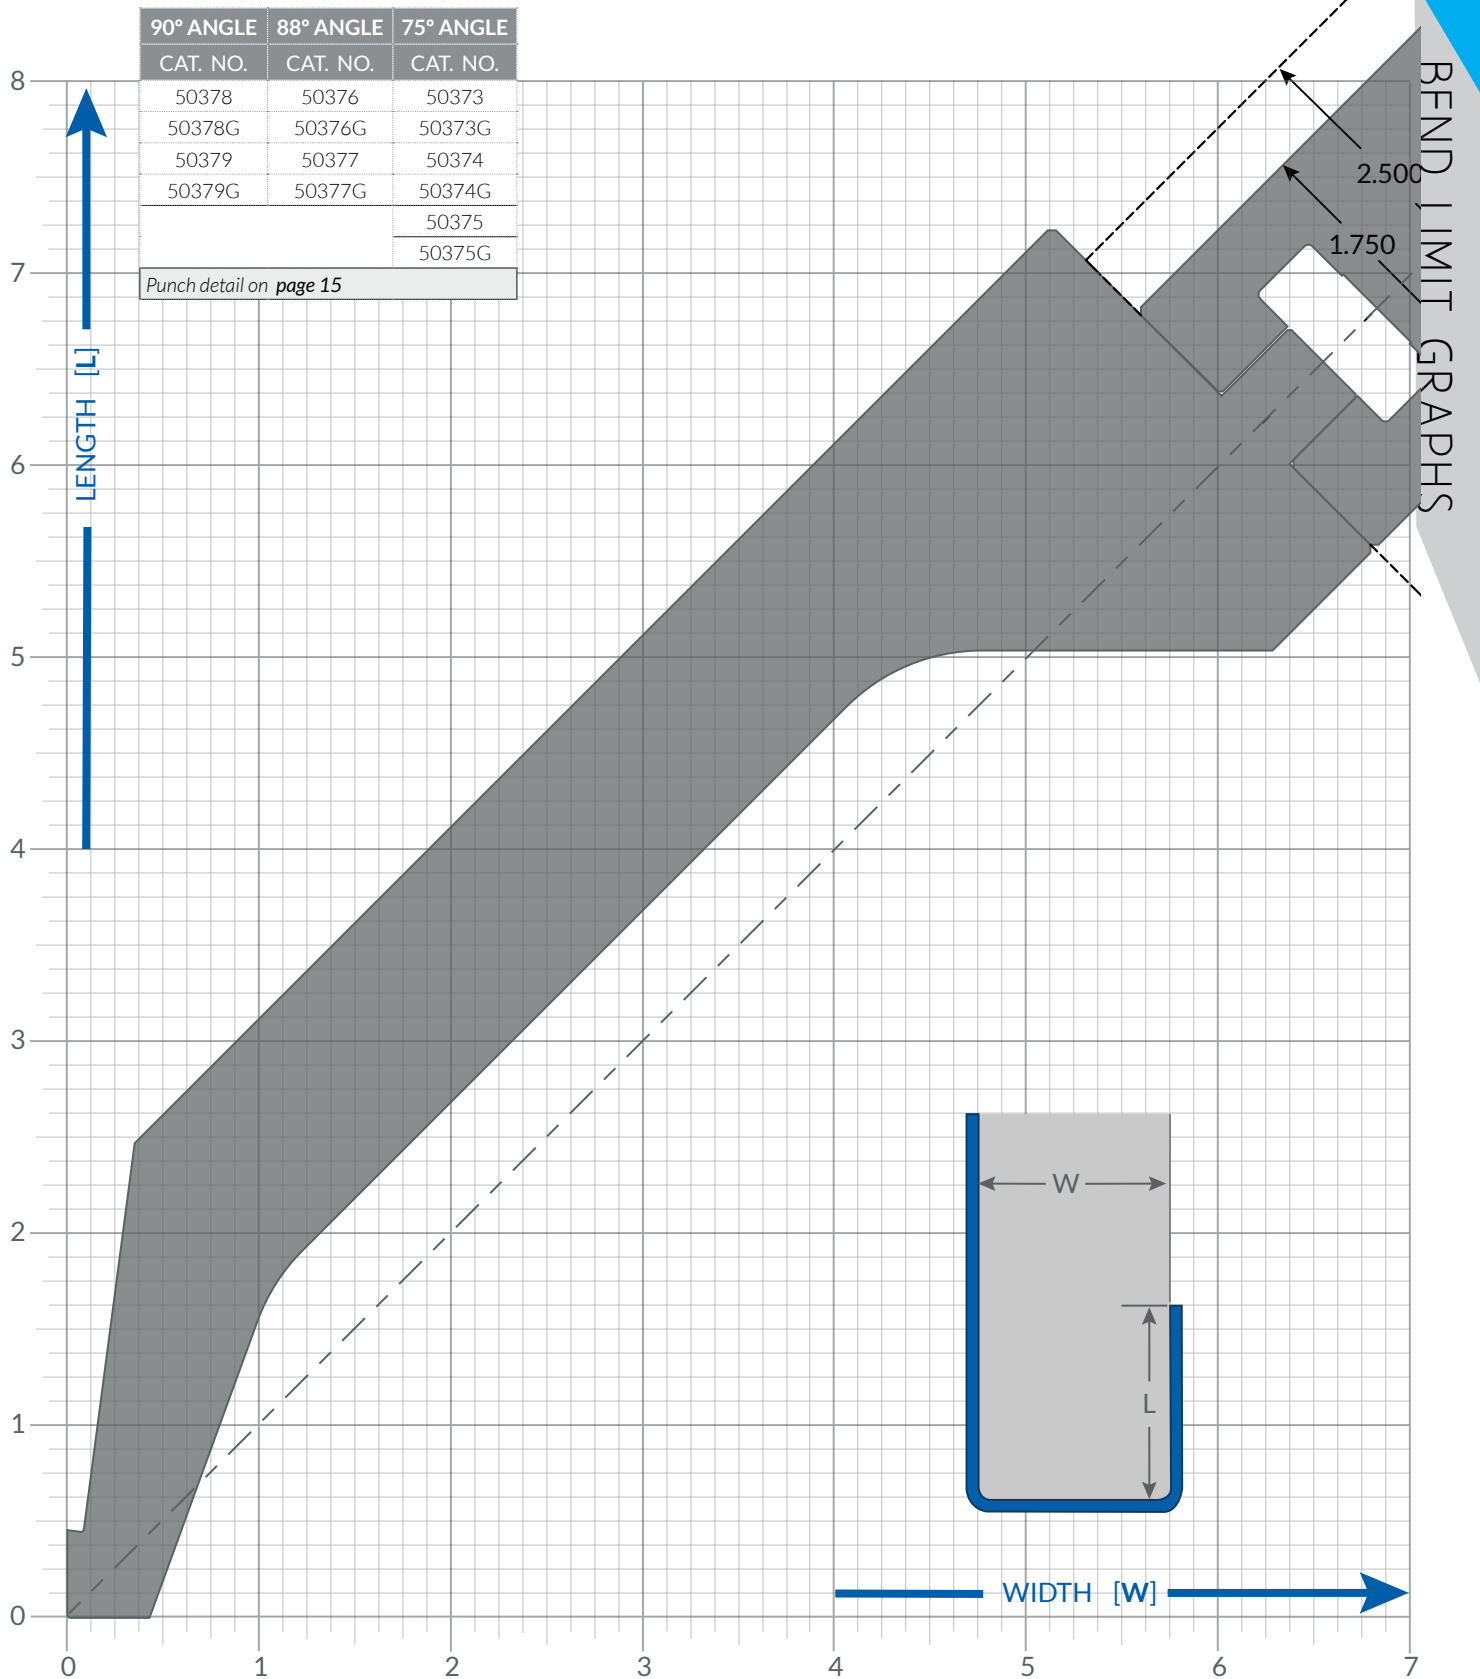 90° ANGLE 88° ANGLE 75° ANGLE
CAT. NO. CAT. NO. CAT. NO.
50378 50376 50373
50378G 50376G 50373G
50379 50377 50374
50379G 50377G 50374G
50375
50375G
Punch detail on page 15
BEND LIMIT GRAPHS
2.500
1.750
8
7
6
5
4
3
2
1
0
LENGTH [L]
W
L
WIDTH [W]
0 1 2 3 4 5 6 7